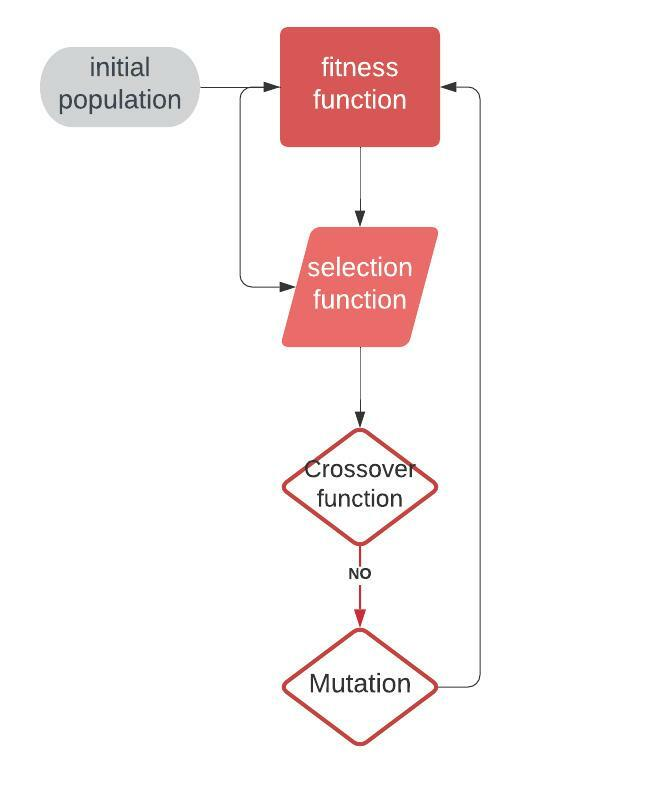 initial
population
fitness
function
selection
function
Crossover
function
NO
Mutation